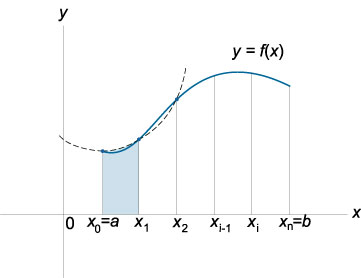 y
y = f(x)
x
0
x₀=a
x₁
x₂
xᵢ₋₁
xᵢ
xₙ=b